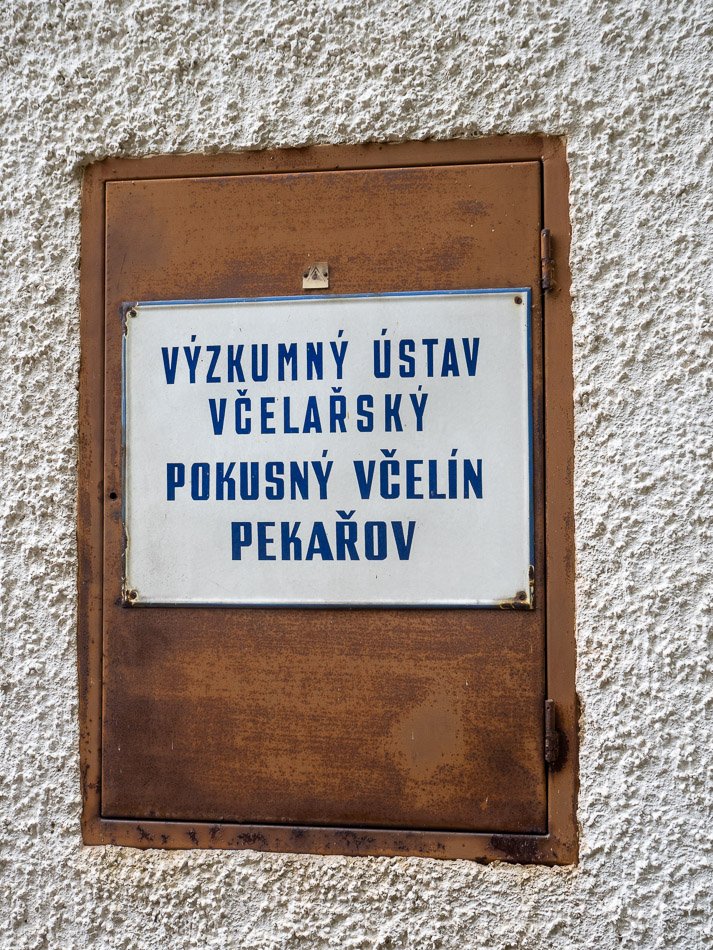 VÝZKUMNÝ ÚSTAV
VČELAŘSKÝ
POKUSNÝ VČELÍN
PEKAŘOV